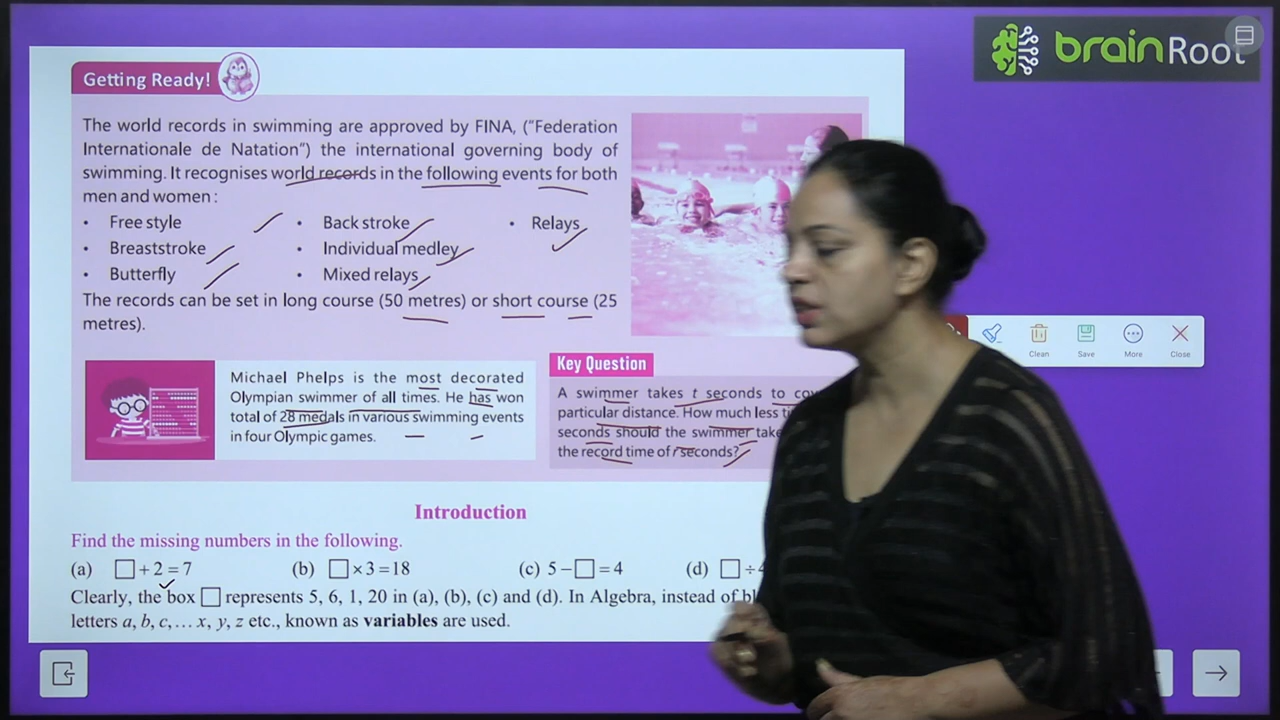 brainRoot
Getting Ready!
The world records in swimming are approved by FINA, ("Federation
Internationale de Natation") the international governing body of
swimming. It recognises world records in the following events for both
men and women :
• Free style • Back stroke • Relays
• Breaststroke • Individual medley
• Butterfly • Mixed relays
The records can be set in long course (50 metres) or short course (25
metres).
Clean Save More Close
Michael Phelps is the most decorated
Olympian swimmer of all times. He has won
total of 28 medals in various swimming events
in four Olympic games.
Key Question
A swimmer takes t seconds to
particular distance. How much less
seconds should the swimmer take
the record time of r seconds?
Introduction
Find the missing numbers in the following.
(a) □ + 2 = 7 (b) □ × 3 = 18 (c) 5 − □ = 4 (d) □ ÷
Clearly, the box □ represents 5, 6, 1, 20 in (a), (b), (c) and (d). In Algebra, instead of
letters a, b, c,... x, y, z etc., known as variables are used.